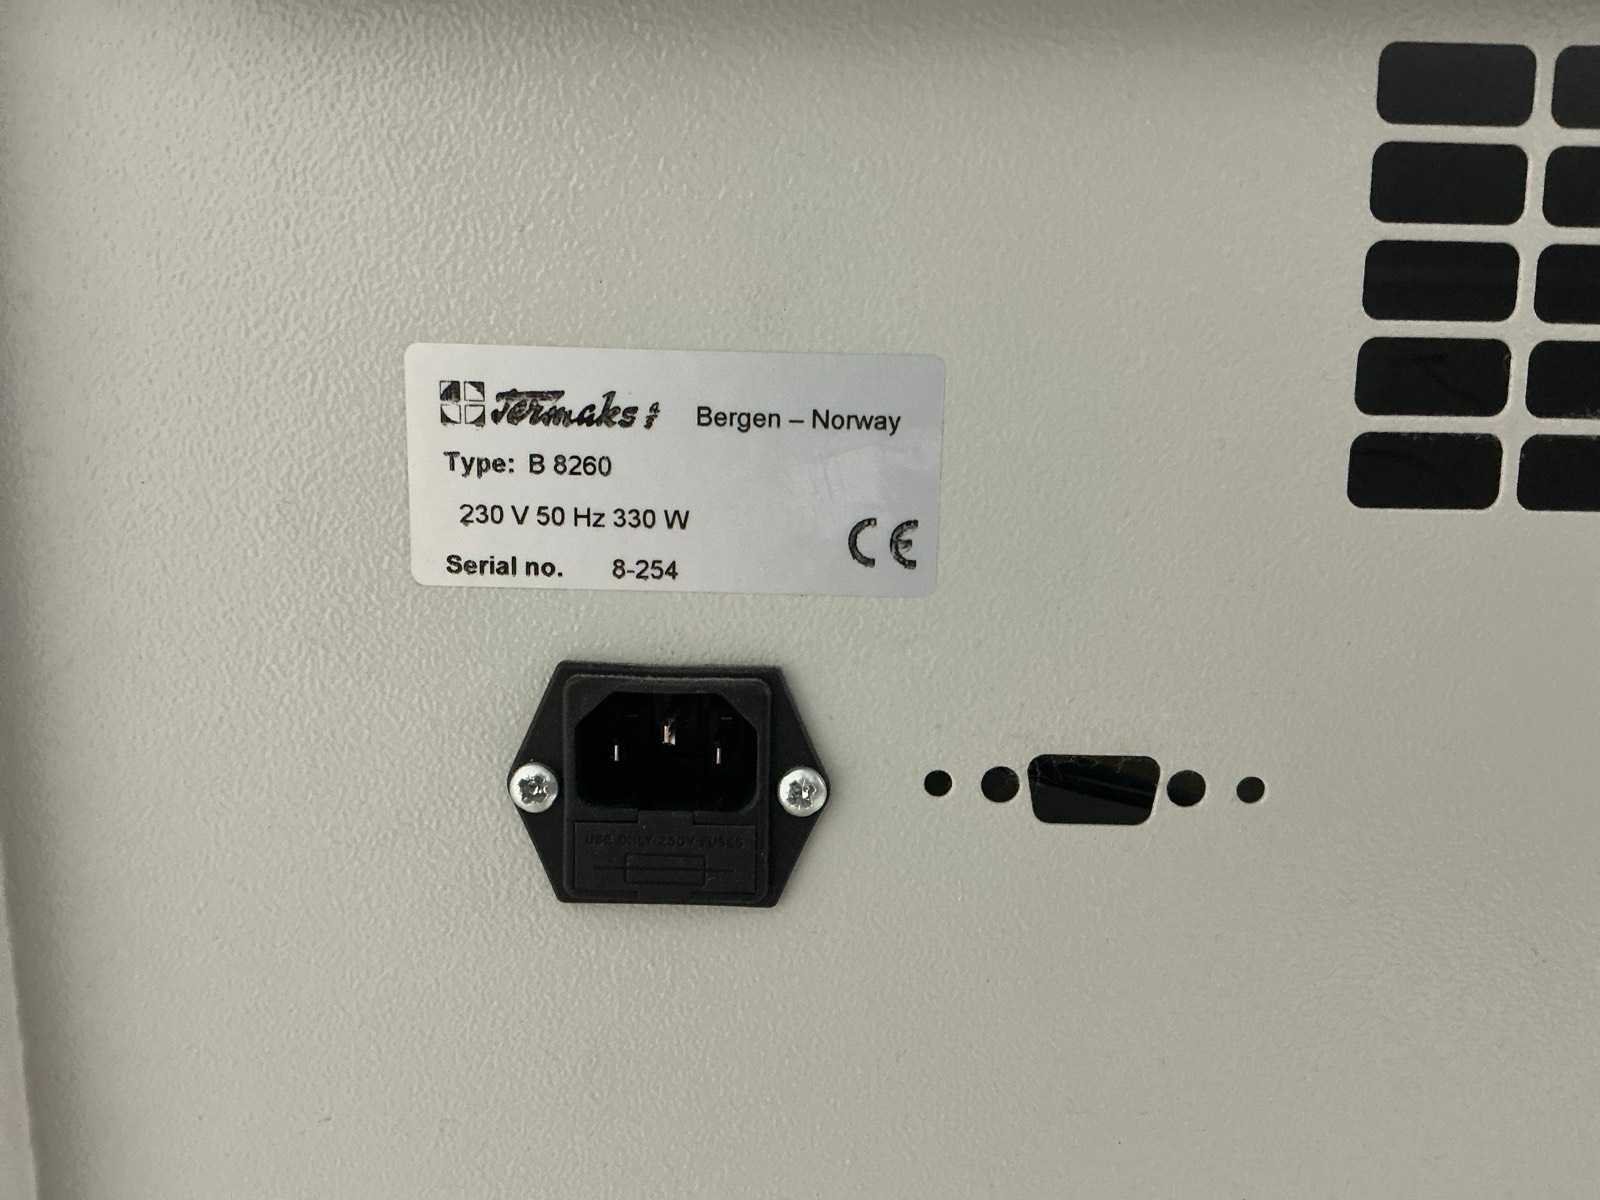 Termaks A/S Bergen – Norway
Type: B 8260
230 V 50 Hz 330 W
CE
Serial no. 8-254
USE ONLY 250V FUSES